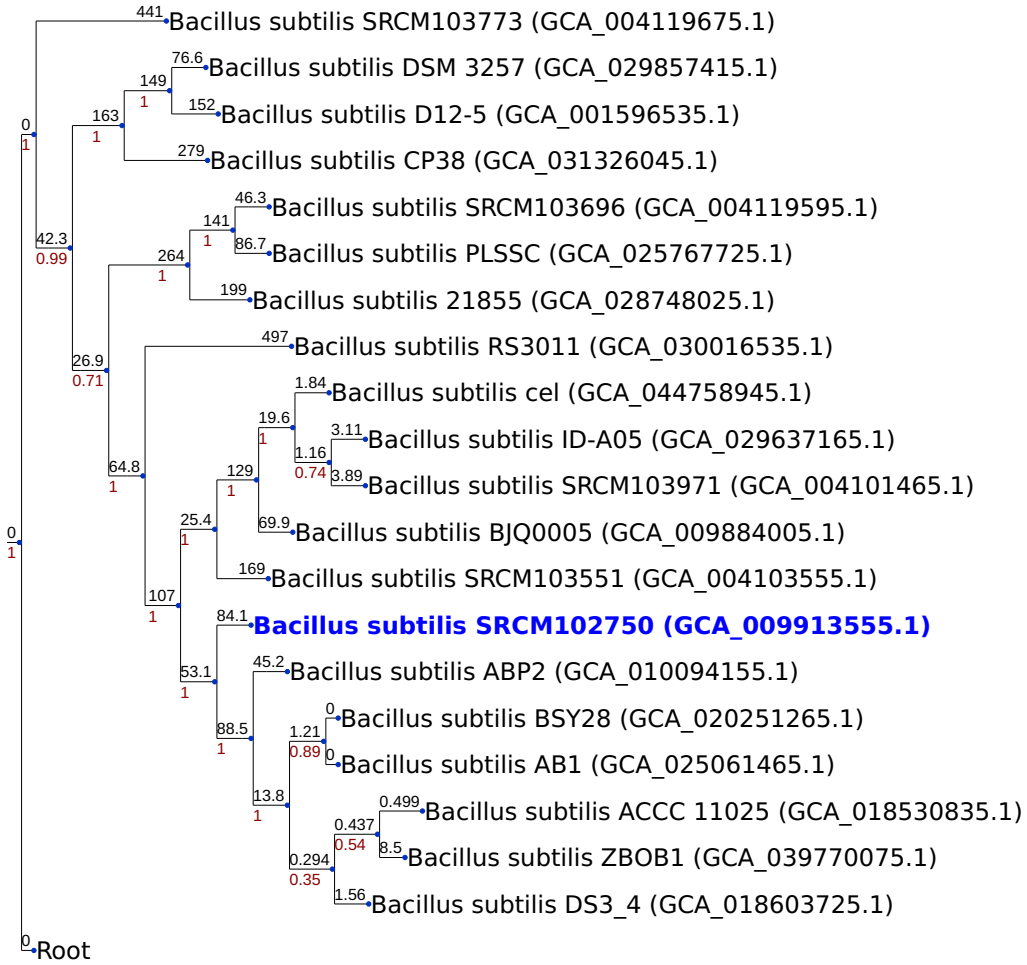 441
Bacillus subtilis SRCM103773 (GCA_004119675.1)
76.6
Bacillus subtilis DSM 3257 (GCA_029857415.1)
149
1
152
Bacillus subtilis D12-5 (GCA_001596535.1)
163
1
0
1
279
Bacillus subtilis CP38 (GCA_031326045.1)
46.3
Bacillus subtilis SRCM103696 (GCA_004119595.1)
141
1
42.3
0.99
86.7
Bacillus subtilis PLSSC (GCA_025767725.1)
264
1
199
Bacillus subtilis 21855 (GCA_028748025.1)
497
Bacillus subtilis RS3011 (GCA_030016535.1)
26.9
0.71
1.84
Bacillus subtilis cel (GCA_044758945.1)
19.6
1
3.11
Bacillus subtilis ID-A05 (GCA_029637165.1)
1.16
0.74
64.8
1
129
1
3.89
Bacillus subtilis SRCM103971 (GCA_004101465.1)
25.4
1
69.9
Bacillus subtilis BJQ0005 (GCA_009884005.1)
0
1
169
Bacillus subtilis SRCM103551 (GCA_004103555.1)
107
1
84.1
Bacillus subtilis SRCM102750 (GCA_009913555.1)
53.1
1
45.2
Bacillus subtilis ABP2 (GCA_010094155.1)
88.5
1
0
Bacillus subtilis BSY28 (GCA_020251265.1)
1.21
0.89
0
Bacillus subtilis AB1 (GCA_025061465.1)
13.8
1
0.499
Bacillus subtilis ACCC 11025 (GCA_018530835.1)
0.437
0.54
8.5
Bacillus subtilis ZBOB1 (GCA_039770075.1)
0.294
0.35
1.56
Bacillus subtilis DS3_4 (GCA_018603725.1)
0
Root